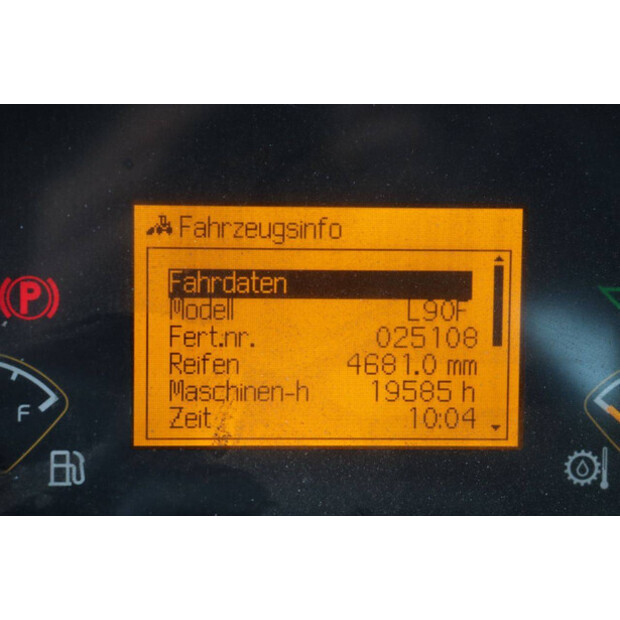 Fahrzeugsinfo
Fahrdaten
Modell L90F
Fert.nr. 025108
Reifen 4681.0 mm
Maschinen-h 19585 h
Zeit 10:04
P
F